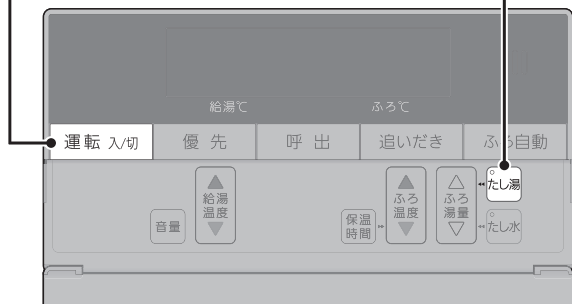 給湯℃ ふろ℃
運転 入/切 優先 呼出 追いだき ふろ自動
音量
給湯
温度
保温
時間
ふろ
温度
ふろ
湯量
たし湯
たし水